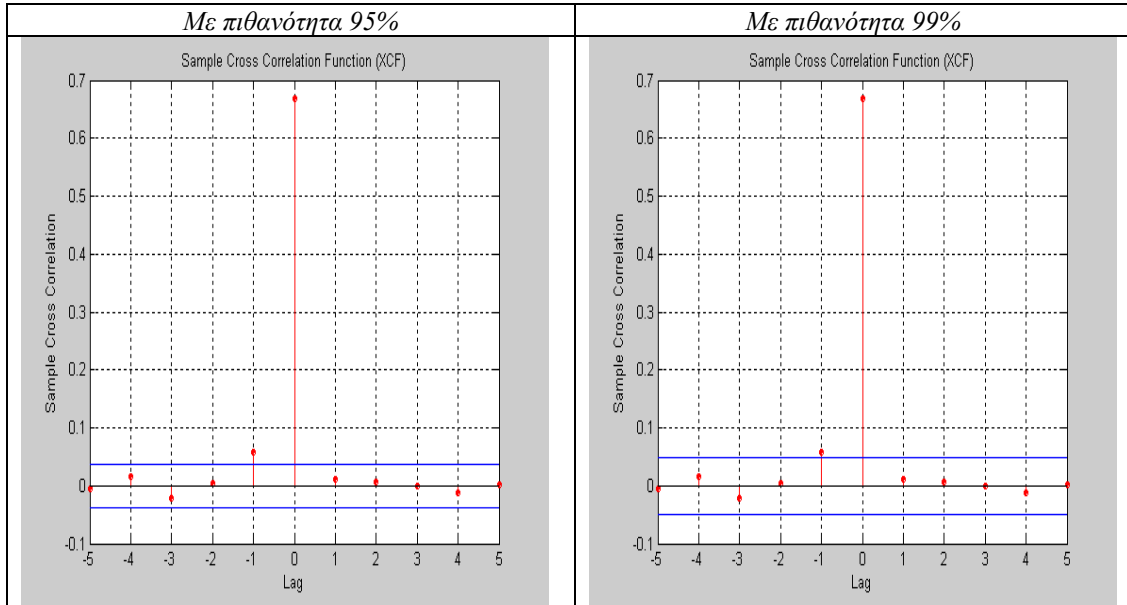 Με πιθανότητα 95%
Με πιθανότητα 99%
Sample Cross Correlation Function (XCF)
Sample Cross Correlation
0.7
0.6
0.5
0.4
0.3
0.2
0.1
0
-0.1
-5 -4 -3 -2 -1 0 1 2 3 4 5
Lag
Sample Cross Correlation Function (XCF)
Sample Cross Correlation
0.7
0.6
0.5
0.4
0.3
0.2
0.1
0
-0.1
-5 -4 -3 -2 -1 0 1 2 3 4 5
Lag